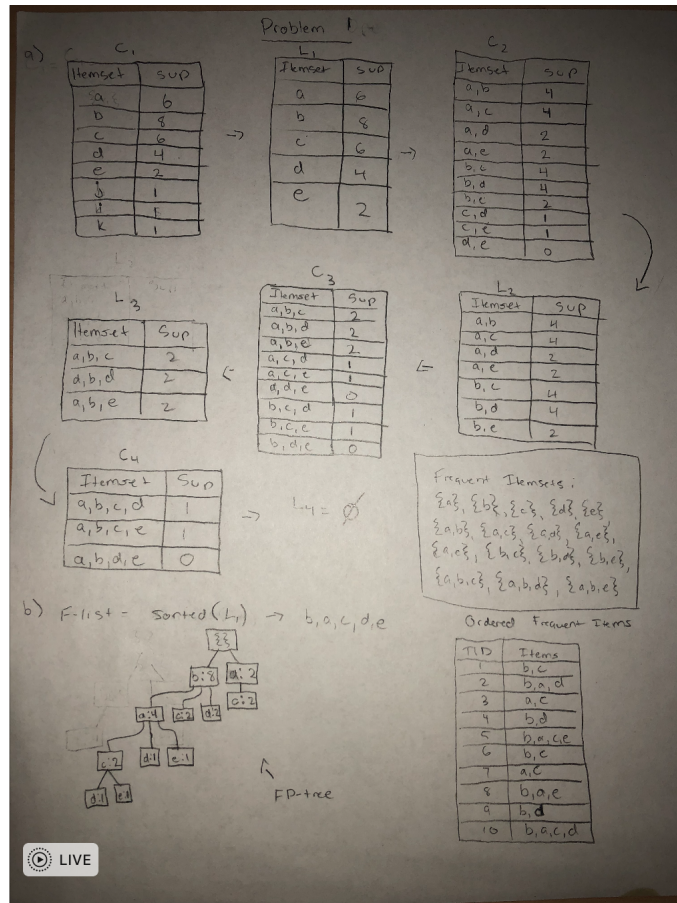 Problem 1
a)
C1
Itemset Sup
a 6
b 8
c 6
d 4
e 2
j 1
k 1
L1
Itemset Sup
a 6
b 8
c 6
d 4
e 2
C2
Itemset Sup
a,b 4
a,c 4
a,d 2
a,e 2
b,c 4
b,d 4
b,e 2
c,d 1
c,e 1
d,e 0
L2
Itemset Sup
a,b 4
a,c 4
a,d 2
a,e 2
b,c 4
b,d 4
b,e 2
C3
Itemset Sup
a,b,c 2
a,b,d 2
a,b,e 2
a,c,d 1
a,c,e 1
a,d,e 0
b,c,d 1
b,c,e 1
b,d,e 0
L3
Itemset Sup
a,b,c 2
a,b,d 2
a,b,e 2
C4
Itemset Sup
a,b,c,d 1
a,b,c,e 1
a,b,d,e 0
→ L4 = ∅
Frequent Itemsets:
{a}, {b}, {c}, {d}, {e}
{a,b}, {a,c}, {a,d}, {a,e},
{a,e}, {b,c}, {b,d}, {b,e},
{a,b,c}, {a,b,d}, {a,b,e}
b) F-list = sorted(L1) → b,a,c,d,e
{}
b:8 a:2
a:4 c:2 d:2 c:2
c:2 d:1 e:1
d:1 e:1
FP-tree
Ordered Frequent Items
TID Items
1 b,c
2 b,a,d
3 a,c
4 b,d
5 b,a,c,e
6 b,c
7 a,c
8 b,a,e
9 b,d
10 b,a,c,d
LIVE